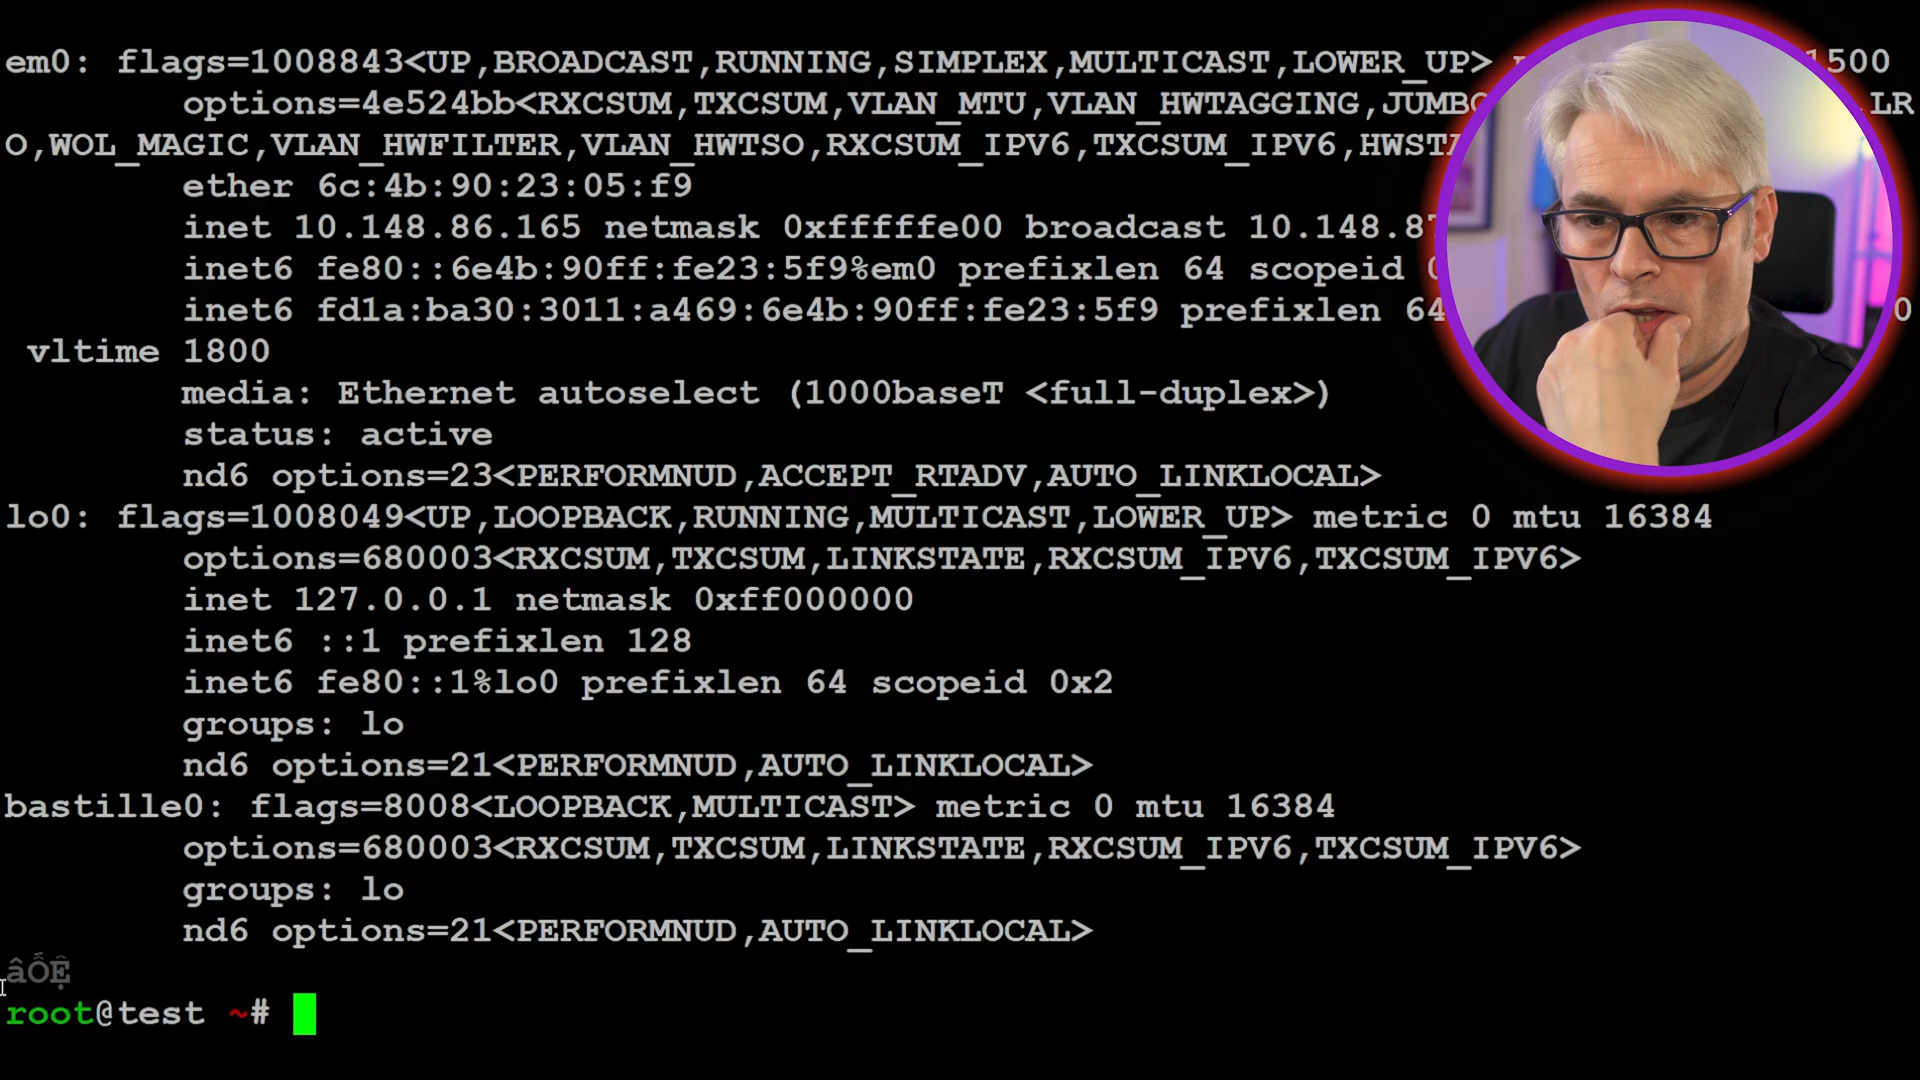 em0: flags=1008843<UP,BROADCAST,RUNNING,SIMPLEX,MULTICAST,LOWER_UP> 1500
options=4e524bb<RXCSUM,TXCSUM,VLAN_MTU,VLAN_HWTAGGING, ,LR
O,WOL_MAGIC,VLAN_HWFILTER,VLAN_HWTSO,RXCSUM_IPV6,TXCSUM_IPV6,
ether 6c:4b:90:23:05:f9
inet 10.148.86.165 netmask 0xfffffe00 broadcast
inet6 fe80::6e4b:90ff:fe23:5f9%em0 prefixlen 64 scopeid
inet6 fd1a:ba30:3011:a469:6e4b:90ff:fe23:5f9 prefixlen 64 0
vltime 1800
media: Ethernet autoselect (1000baseT <full-duplex>)
status: active
nd6 options=23<PERFORMNUD,ACCEPT_RTADV,AUTO_LINKLOCAL>
lo0: flags=1008049<UP,LOOPBACK,RUNNING,MULTICAST,LOWER_UP> metric 0 mtu 16384
options=680003<RXCSUM,TXCSUM,LINKSTATE,RXCSUM_IPV6,TXCSUM_IPV6>
inet 127.0.0.1 netmask 0xff000000
inet6 ::1 prefixlen 128
inet6 fe80::1%lo0 prefixlen 64 scopeid 0x2
groups: lo
nd6 options=21<PERFORMNUD,AUTO_LINKLOCAL>
bastille0: flags=8008<LOOPBACK,MULTICAST> metric 0 mtu 16384
options=680003<RXCSUM,TXCSUM,LINKSTATE,RXCSUM_IPV6,TXCSUM_IPV6>
groups: lo
nd6 options=21<PERFORMNUD,AUTO_LINKLOCAL>
root@test ~#